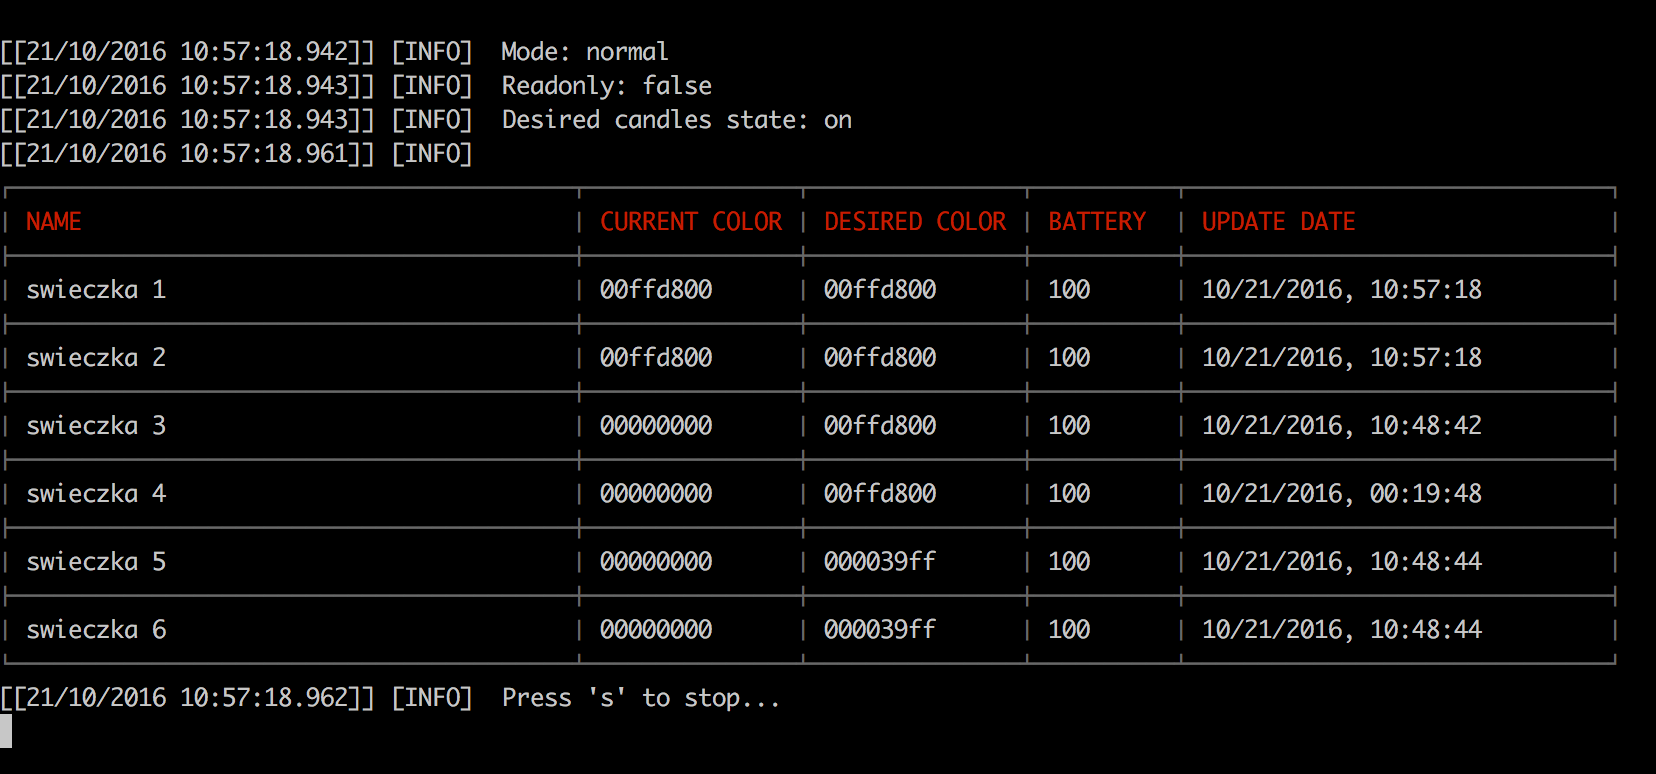 [[21/10/2016 10:57:18.942]] [INFO]  Mode: normal
[[21/10/2016 10:57:18.943]] [INFO]  Readonly: false
[[21/10/2016 10:57:18.943]] [INFO]  Desired candles state: on
[[21/10/2016 10:57:18.961]] [INFO]
NAME CURRENT COLOR DESIRED COLOR BATTERY UPDATE DATE
swieczka 1 00ffd800 00ffd800 100 10/21/2016, 10:57:18
swieczka 2 00ffd800 00ffd800 100 10/21/2016, 10:57:18
swieczka 3 00000000 00ffd800 100 10/21/2016, 10:48:42
swieczka 4 00000000 00ffd800 100 10/21/2016, 00:19:48
swieczka 5 00000000 000039ff 100 10/21/2016, 10:48:44
swieczka 6 00000000 000039ff 100 10/21/2016, 10:48:44
[[21/10/2016 10:57:18.962]] [INFO]  Press 's' to stop...